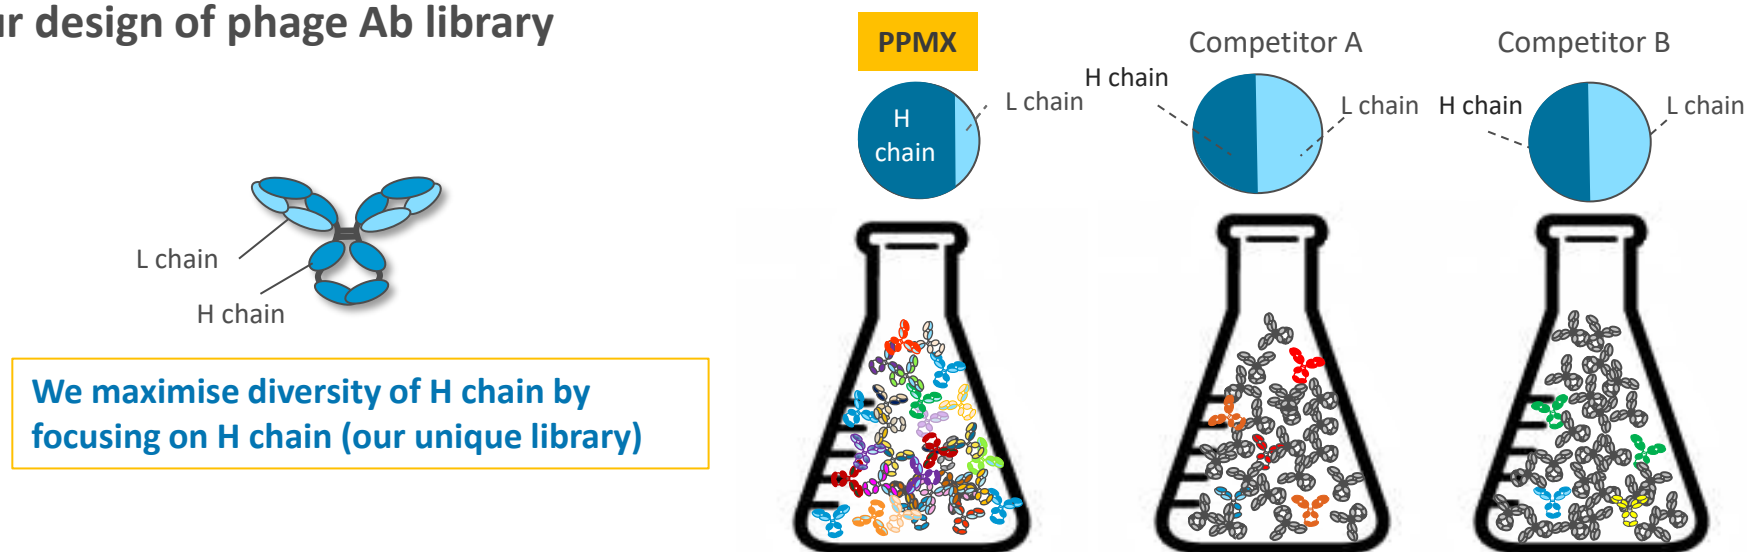 r design of phage Ab library
L chain
H chain
We maximise diversity of H chain by
focusing on H chain (our unique library)
PPMX
H
chain
L chain
Competitor A
H chain
L chain
Competitor B
H chain
L chain